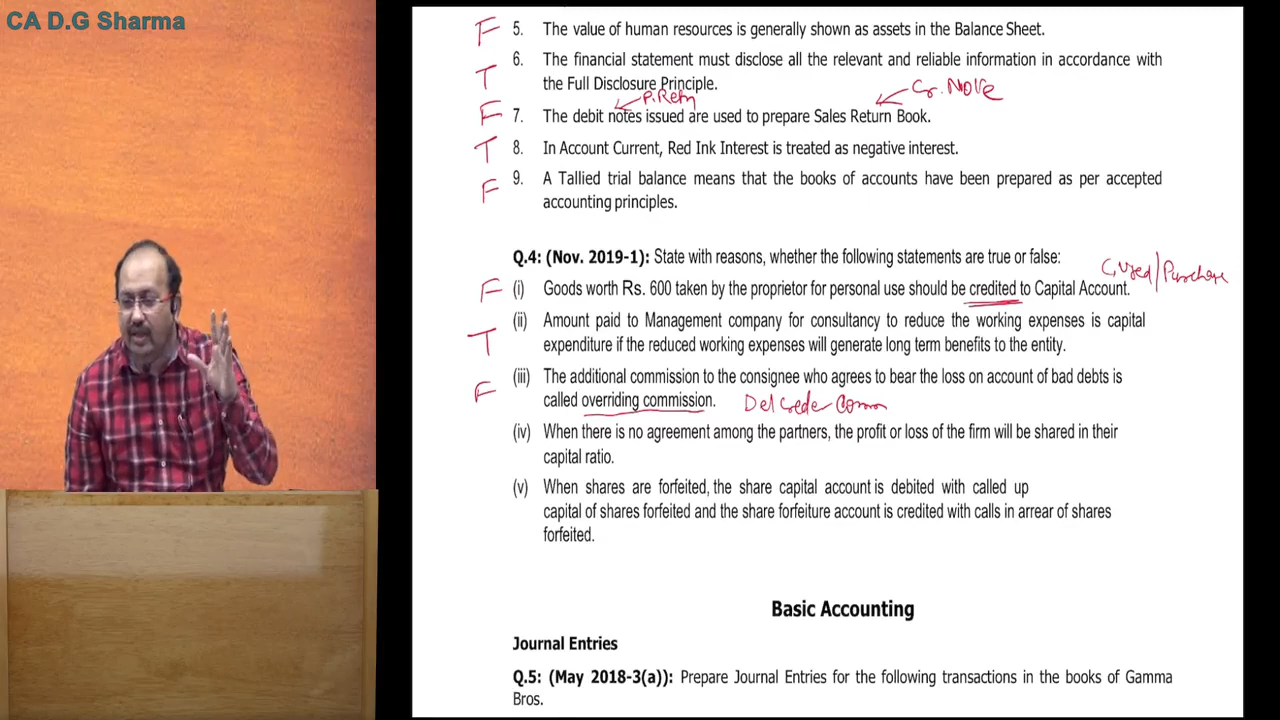 CA D.G Sharma
F 5. The value of human resources is generally shown as assets in the Balance Sheet.
6. The financial statement must disclose all the relevant and reliable information in accordance with
T the Full Disclosure Principle.
P. Retn Cr. Note
F 7. The debit notes issued are used to prepare Sales Return Book.
T 8. In Account Current, Red Ink Interest is treated as negative interest.
F 9. A Tallied trial balance means that the books of accounts have been prepared as per accepted
accounting principles.
Q.4: (Nov. 2019-1): State with reasons, whether the following statements are true or false:
/Purchase
F (i) Goods worth Rs. 600 taken by the proprietor for personal use should be credited to Capital Account.
(ii) Amount paid to Management company for consultancy to reduce the working expenses is capital
T expenditure if the reduced working expenses will generate long term benefits to the entity.
F (iii) The additional commission to the consignee who agrees to bear the loss on account of bad debts is
called overriding commission. Del Creder Comm
(iv) When there is no agreement among the partners, the profit or loss of the firm will be shared in their
capital ratio.
(v) When shares are forfeited, the share capital account is debited with called up
capital of shares forfeited and the share forfeiture account is credited with calls in arrear of shares
forfeited.
Basic Accounting
Journal Entries
Q.5: (May 2018-3(a)): Prepare Journal Entries for the following transactions in the books of Gamma
Bros.